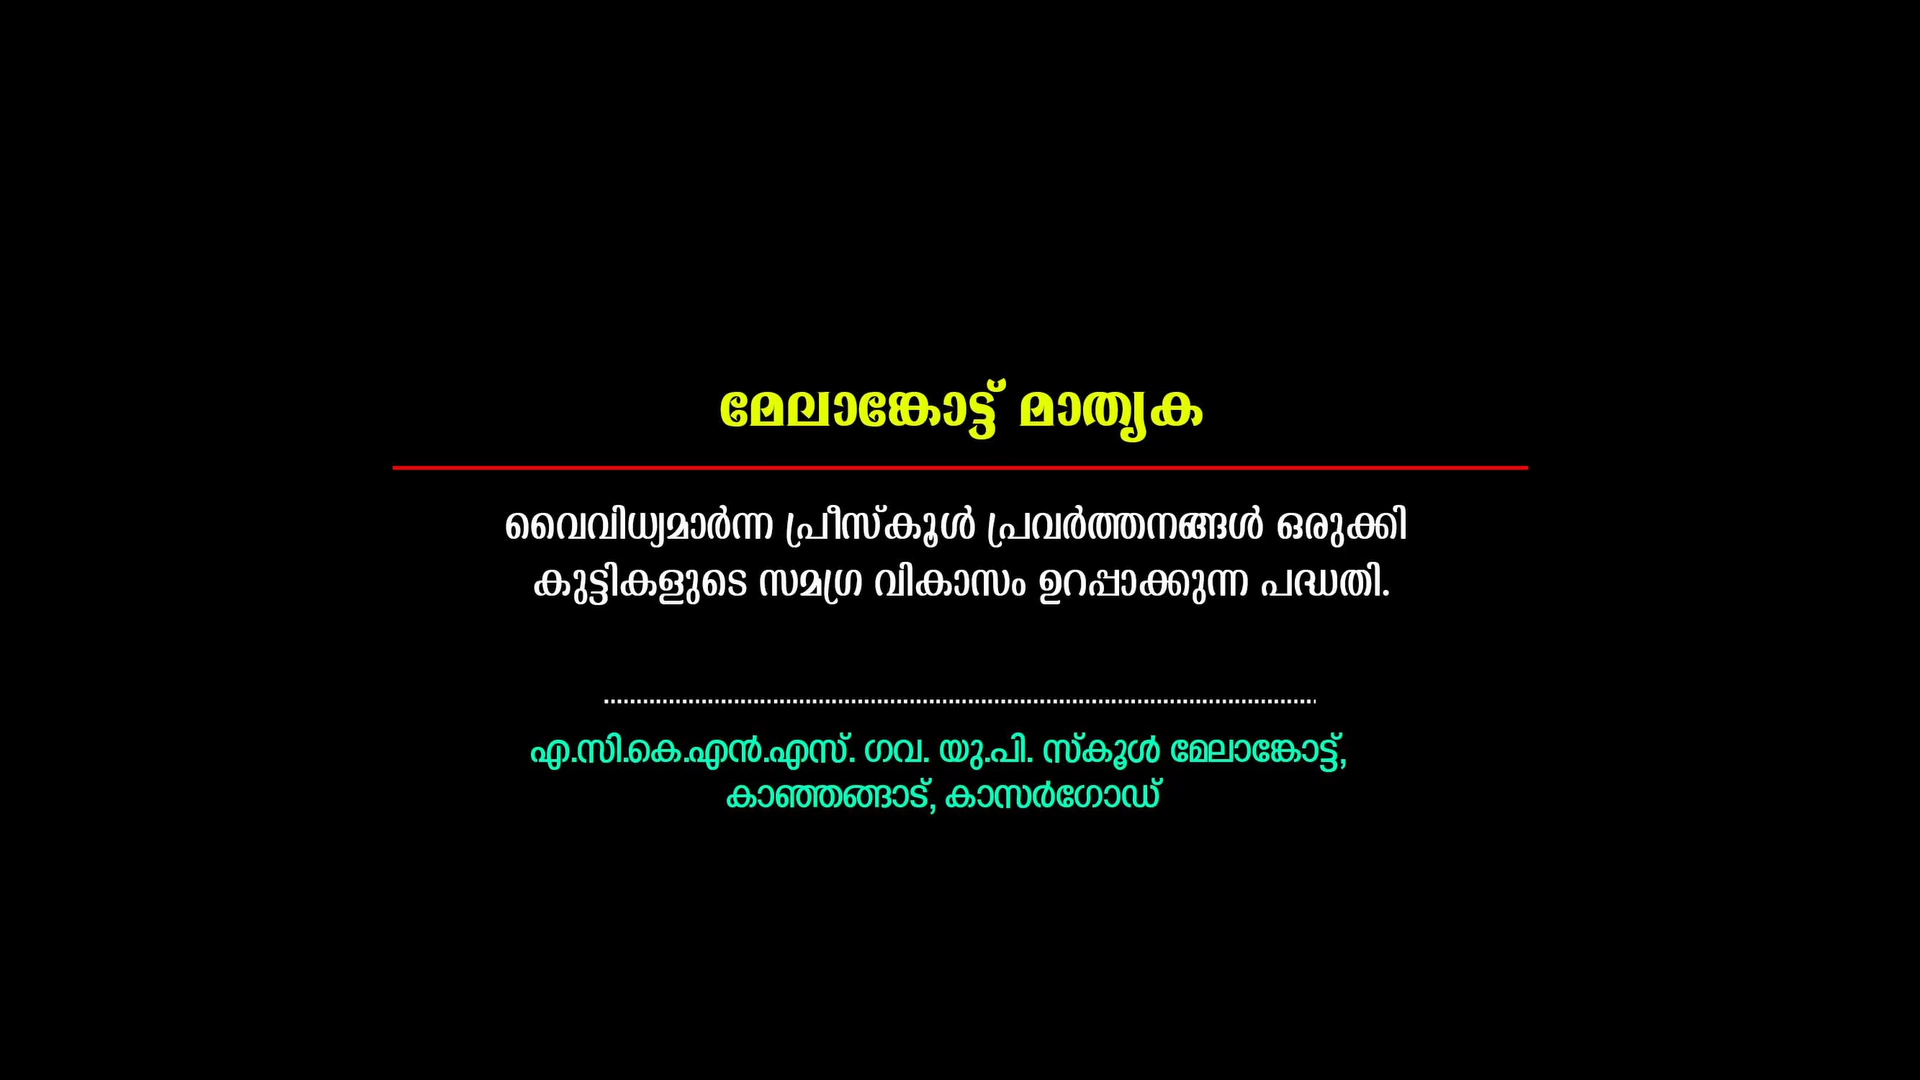 മേലാങ്കോട്ട് മാതൃക
വൈവിധ്യമാർന്ന പ്രീസ്കൂൾ പ്രവർത്തനങ്ങൾ ഒരുക്കി
കുട്ടികളുടെ സമഗ്ര വികാസം ഉറപ്പാക്കുന്ന പദ്ധതി.
എ.സി.കെ.എൻ.എസ്. ഗവ. യു.പി. സ്കൂൾ മേലാങ്കോട്ട്,
കാഞ്ഞങ്ങാട്, കാസർഗോഡ്